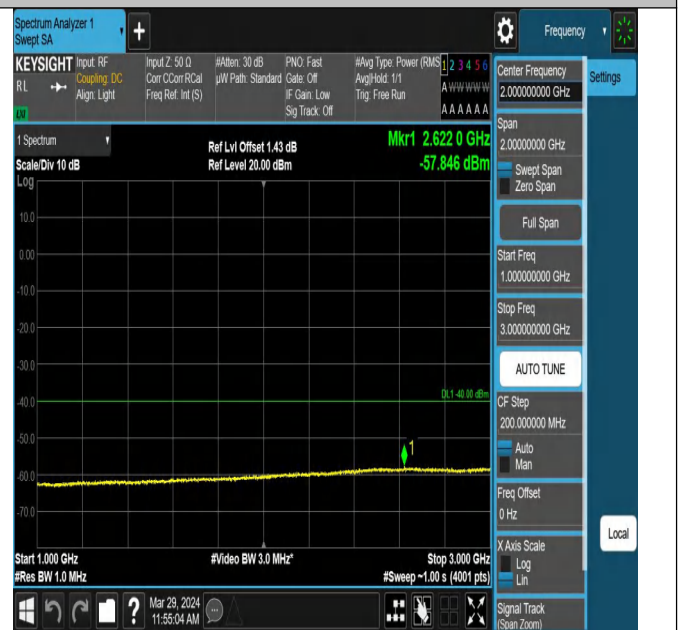 Spectrum Analyzer 1
Swept SA
+
Frequency
KEYSIGHT
RL
Input: RF
Coupling: DC
Align: Light
Input Z: 50 Ω
Corr CCorr RCal
Freq Ref: Int (S)
#Atten: 30 dB
µW Path: Standard
PNO: Fast
Gate: Off
IF Gain: Low
Sig Track: Off
#Avg Type: Power (RMS
Avg|Hold: 1/1
Trig: Free Run
1 2 3 4 5 6
A W W W W W
A A A A A A
Center Frequency
2.000000000 GHz
Settings
1 Spectrum
Scale/Div 10 dB
Log
Ref Lvl Offset 1.43 dB
Ref Level 20.00 dBm
Mkr1 2.622 0 GHz
-57.846 dBm
Span
2.00000000 GHz
Swept Span
Zero Span
Full Span
Start Freq
1.000000000 GHz
Stop Freq
3.000000000 GHz
AUTO TUNE
CF Step
200.000000 MHz
Auto
Man
Freq Offset
0 Hz
X Axis Scale
Log
Lin
Signal Track
(Span Zoom)
Local
10.0
0.00
-10.0
-20.0
-30.0
-40.0
-50.0
-60.0
-70.0
DL1 -40.00 dBm
1
Start 1.000 GHz
#Res BW 1.0 MHz
#Video BW 3.0 MHz*
Stop 3.000 GHz
#Sweep ~1.00 s (4001 pts)
?
Mar 29, 2024
11:55:04 AM